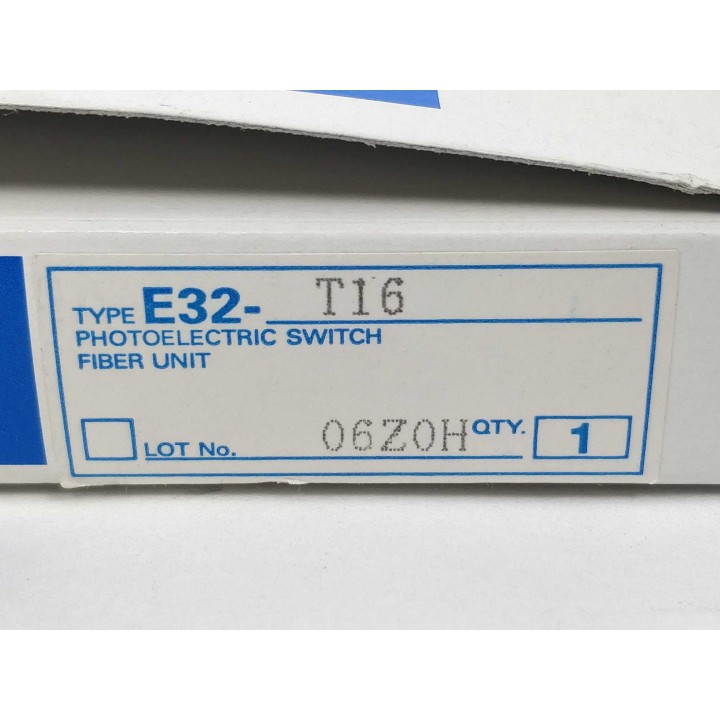 TYPE E32- T16
PHOTOELECTRIC SWITCH
FIBER UNIT
LOT No. 06Z0H QTY. 1